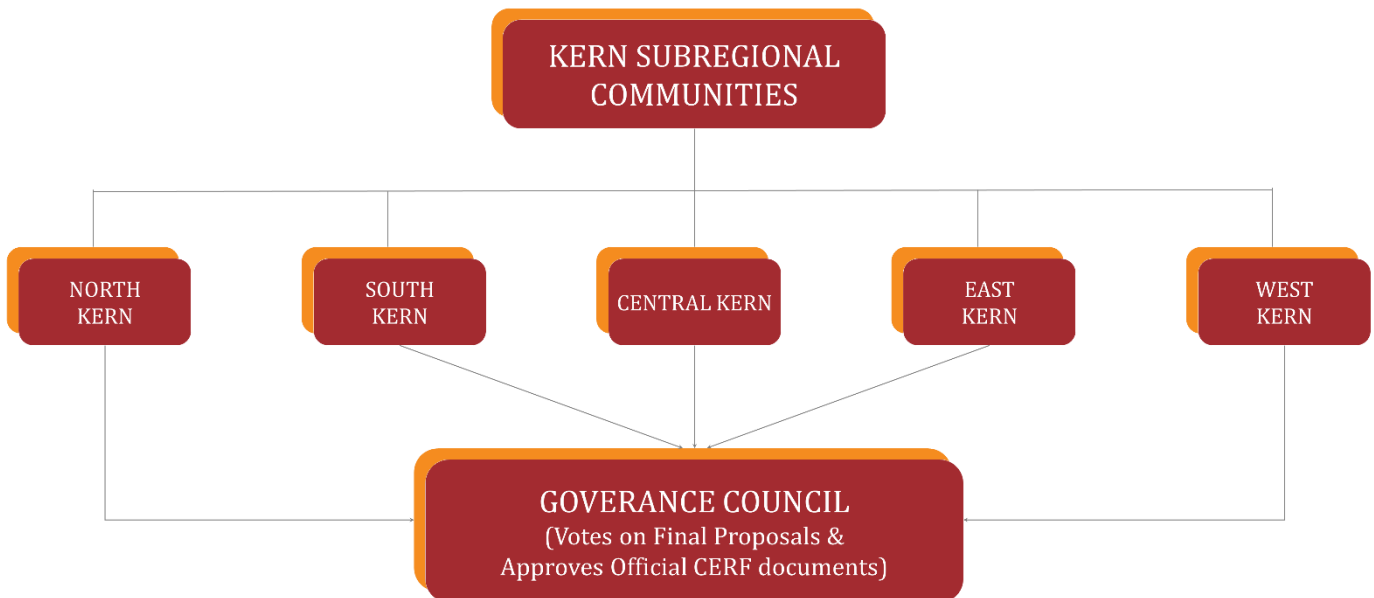 KERN SUBREGIONAL
COMMUNITIES
NORTH
KERN
SOUTH
KERN
CENTRAL KERN
EAST
KERN
WEST
KERN
GOVERANCE COUNCIL
(Votes on Final Proposals &
Approves Official CERF documents)